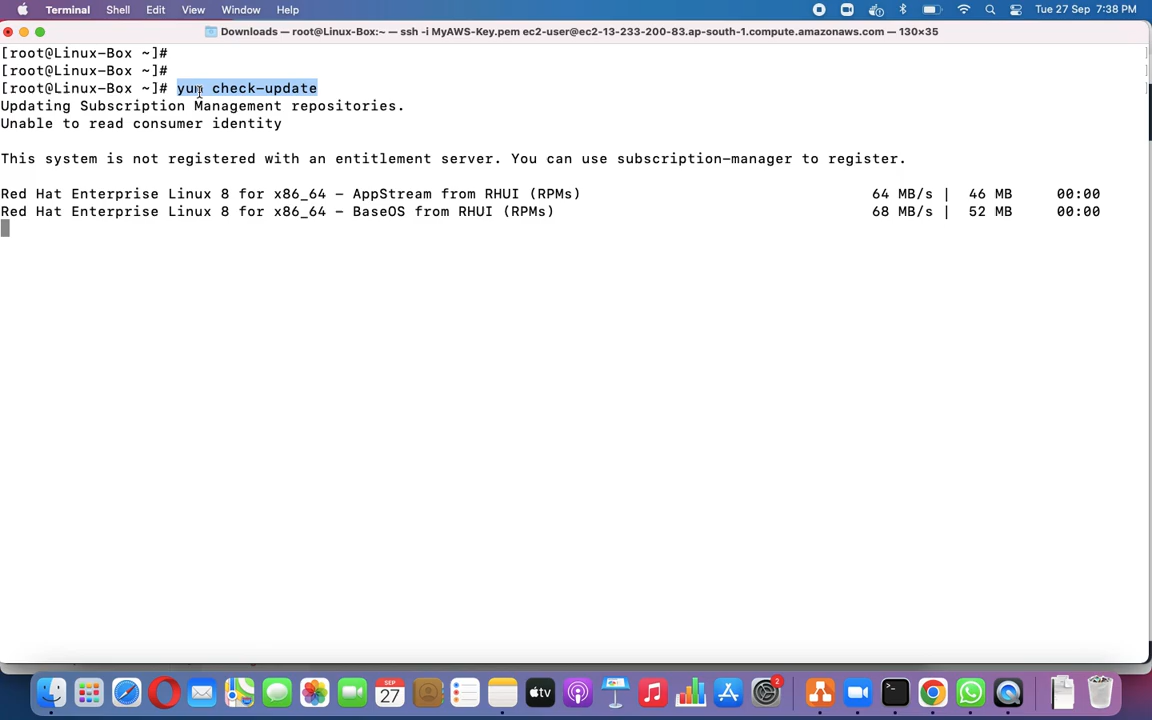 Terminal Shell Edit View Window Help Tue 27 Sep 7:38 PM
Downloads — root@Linux-Box:~ — ssh -i MyAWS-Key.pem ec2-user@ec2-13-233-200-83.ap-south-1.compute.amazonaws.com — 130×35
[root@Linux-Box ~]#
[root@Linux-Box ~]#
[root@Linux-Box ~]# yum check-update
Updating Subscription Management repositories.
Unable to read consumer identity
This system is not registered with an entitlement server. You can use subscription-manager to register.
Red Hat Enterprise Linux 8 for x86_64 - AppStream from RHUI (RPMs) 64 MB/s | 46 MB 00:00
Red Hat Enterprise Linux 8 for x86_64 - BaseOS from RHUI (RPMs) 68 MB/s | 52 MB 00:00
SEP
27
tv
2